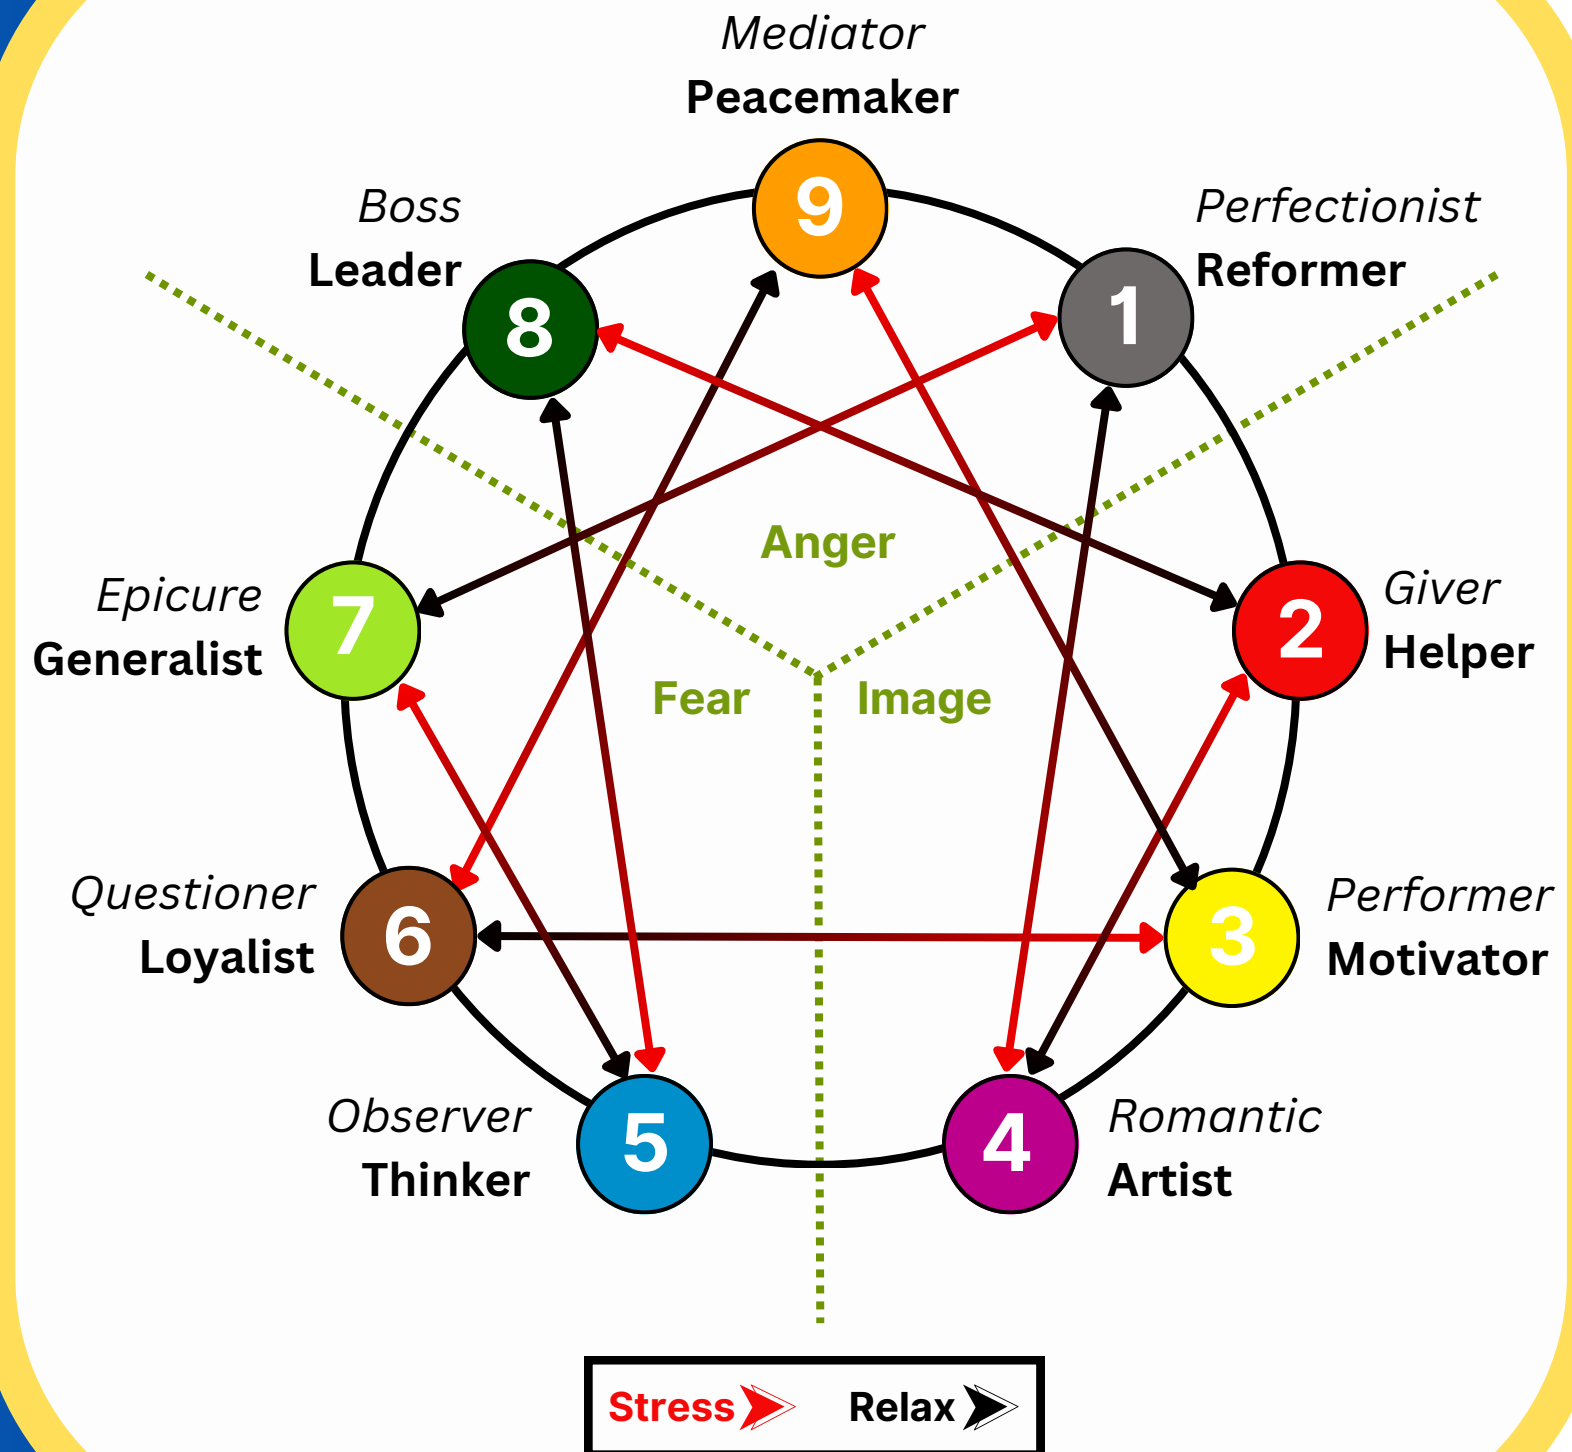 Mediator
Peacemaker
9
Boss
Leader
8
Perfectionist
Reformer
1
Anger
Epicure
Generalist
7
Giver
Helper
2
Fear
Image
Questioner
Loyalist
6
Performer
Motivator
3
Observer
Thinker
5
Romantic
Artist
4
Stress
Relax